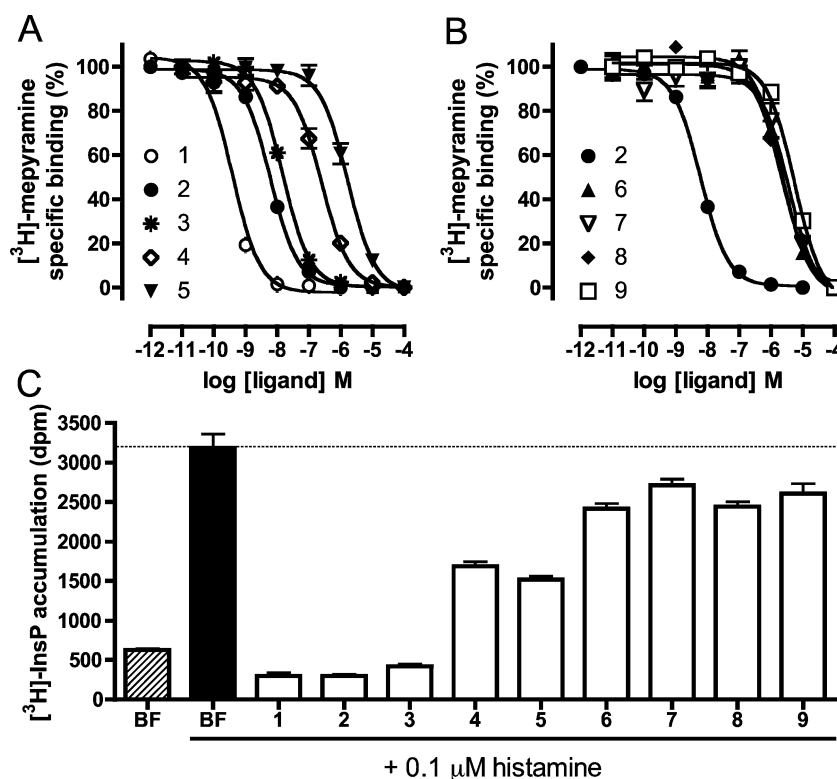 A
[³H]-mepyramine
specific binding (%)
100
80
60
40
20
0
1
2
3
4
5
-12 -11 -10 -9 -8 -7 -6 -5 -4
log [ligand] M
B
[³H]-mepyramine
specific binding (%)
100
80
60
40
20
0
2
6
7
8
9
-12 -11 -10 -9 -8 -7 -6 -5 -4
log [ligand] M
C
[³H]-InsP accumulation (dpm)
3500
3000
2500
2000
1500
1000
500
0
BF BF 1 2 3 4 5 6 7 8 9
+ 0.1 µM histamine